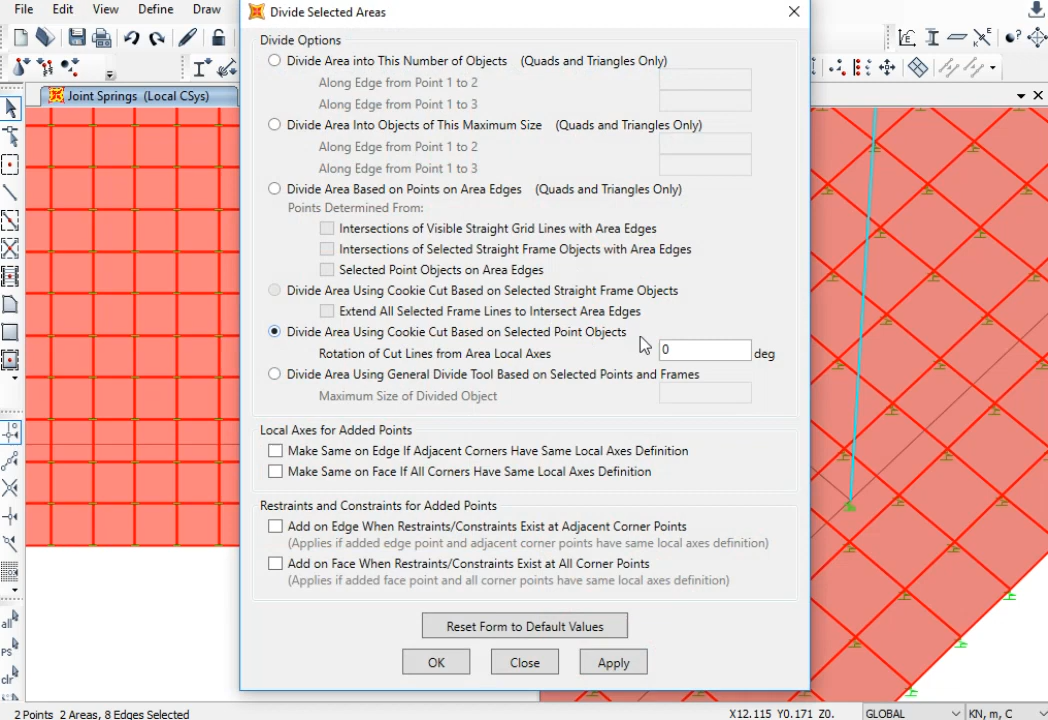 File Edit View Define Draw
Divide Selected Areas
Joint Springs (Local CSys)
Divide Options
Divide Area into This Number of Objects (Quads and Triangles Only)
Along Edge from Point 1 to 2
Along Edge from Point 1 to 3
Divide Area Into Objects of This Maximum Size (Quads and Triangles Only)
Along Edge from Point 1 to 2
Along Edge from Point 1 to 3
Divide Area Based on Points on Area Edges (Quads and Triangles Only)
Points Determined From:
Intersections of Visible Straight Grid Lines with Area Edges
Intersections of Selected Straight Frame Objects with Area Edges
Selected Point Objects on Area Edges
Divide Area Using Cookie Cut Based on Selected Straight Frame Objects
Extend All Selected Frame Lines to Intersect Area Edges
Divide Area Using Cookie Cut Based on Selected Point Objects
Rotation of Cut Lines from Area Local Axes 0 deg
Divide Area Using General Divide Tool Based on Selected Points and Frames
Maximum Size of Divided Object
Local Axes for Added Points
Make Same on Edge If Adjacent Corners Have Same Local Axes Definition
Make Same on Face If All Corners Have Same Local Axes Definition
Restraints and Constraints for Added Points
Add on Edge When Restraints/Constraints Exist at Adjacent Corner Points
(Applies if added edge point and adjacent corner points have same local axes definition)
Add on Face When Restraints/Constraints Exist at All Corner Points
(Applies if added face point and all corner points have same local axes definition)
Reset Form to Default Values
OK Close Apply
all
PS
clr
2 Points 2 Areas, 8 Edges Selected
X12.115 Y0.171 Z0. GLOBAL KN, m, C